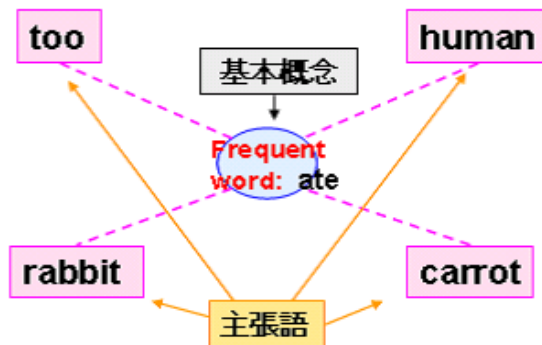 too
human
基本概念
Frequent
word: ate
rabbit
carrot
主張語